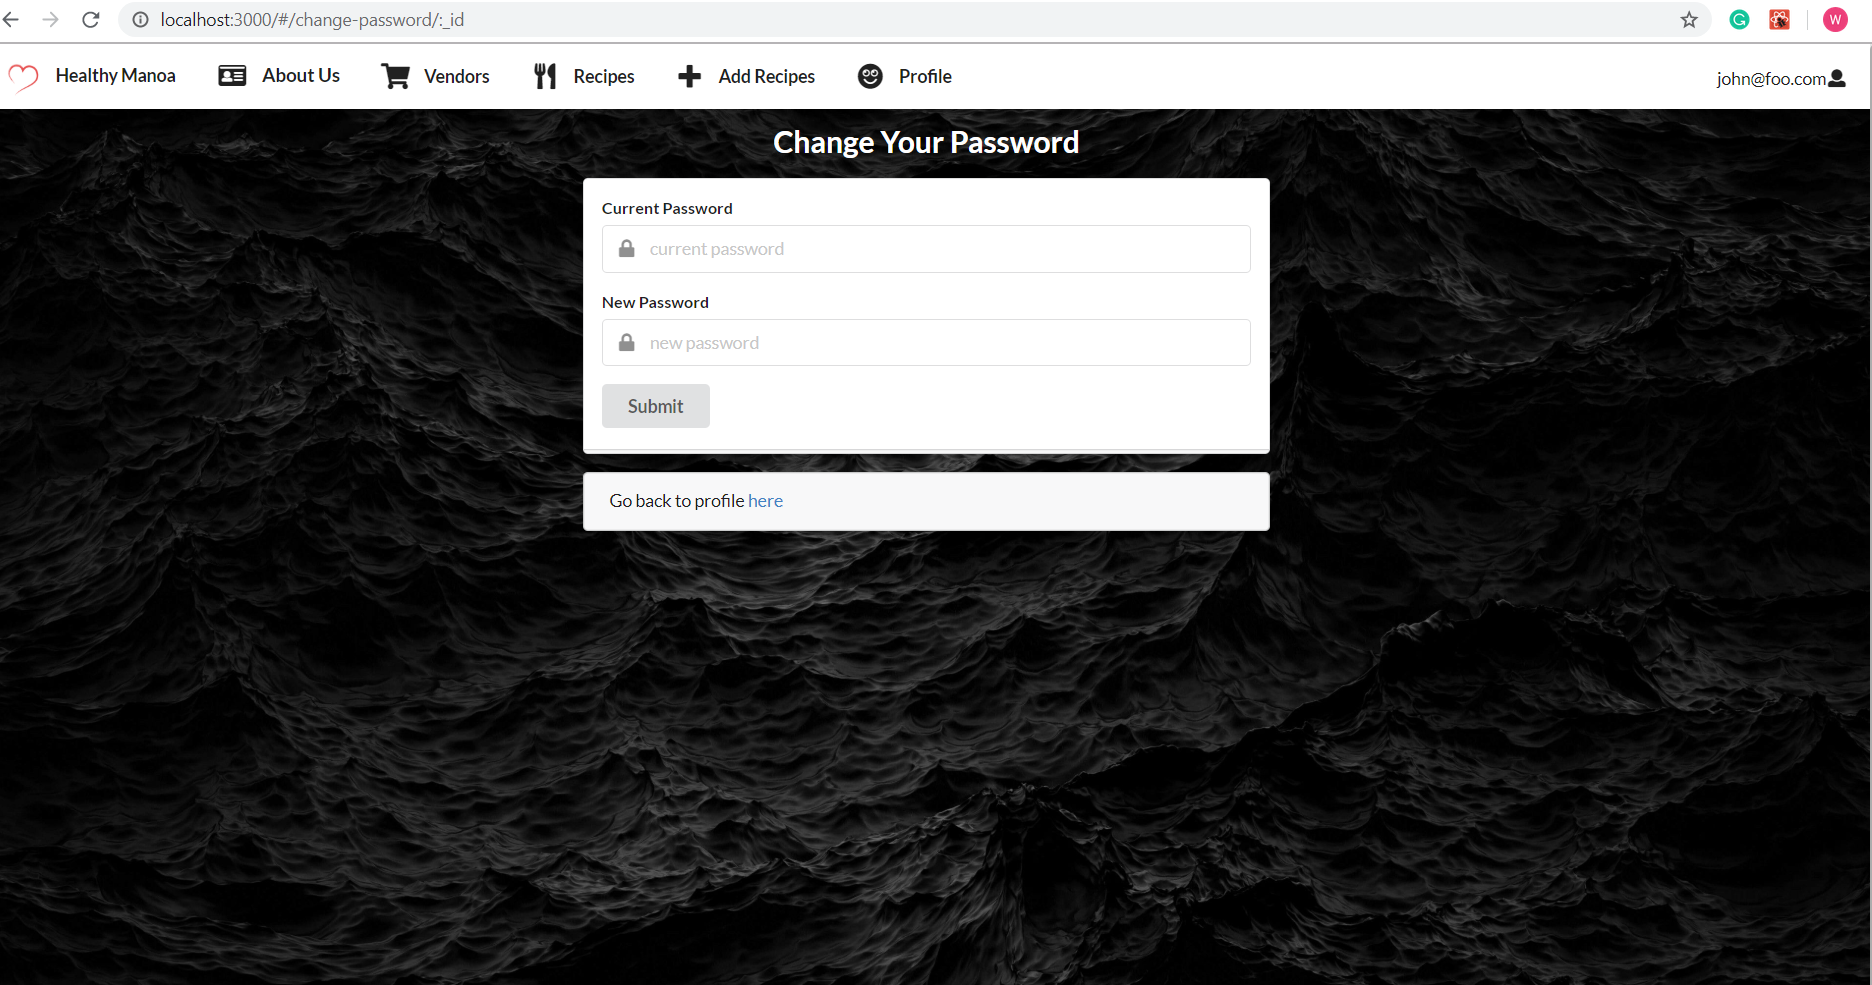 localhost:3000/#/change-password/:_id
W
Healthy Manoa About Us Vendors Recipes Add Recipes Profile john@foo.com
Change Your Password
Current Password
current password
New Password
new password
Submit
Go back to profile here